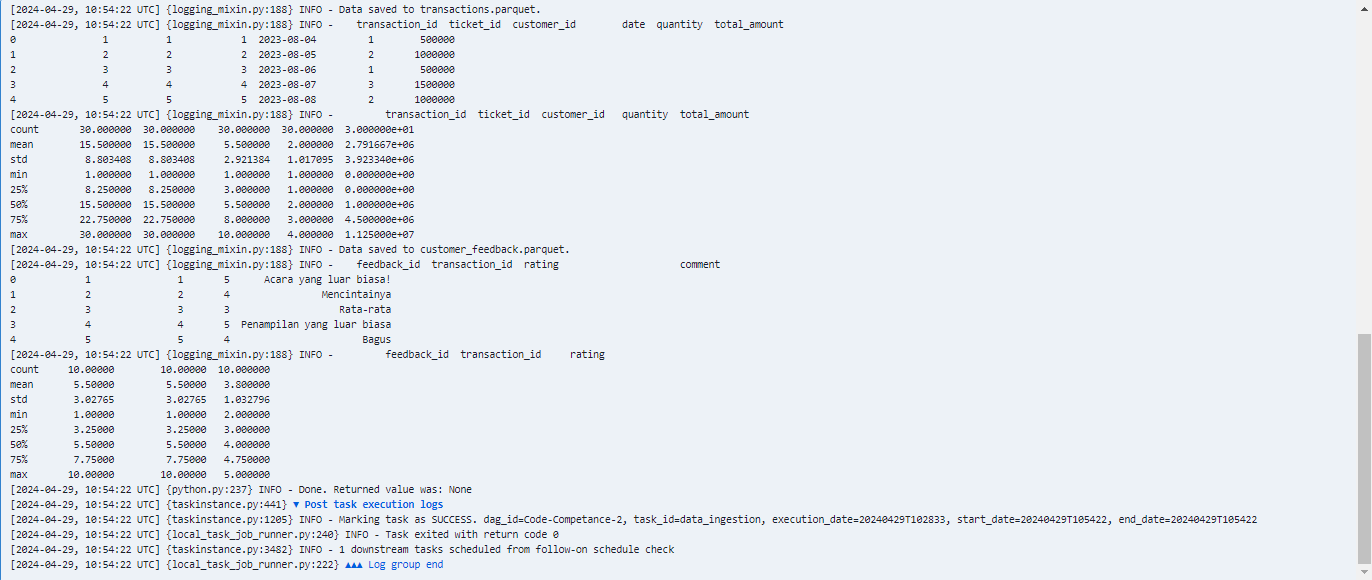 [2024-04-29, 10:54:22 UTC] {logging_mixin.py:188} INFO - Data saved to transactions.parquet.
[2024-04-29, 10:54:22 UTC] {logging_mixin.py:188} INFO -    transaction_id  ticket_id  customer_id        date  quantity  total_amount
0               1          1            1  2023-08-04         1        500000
1               2          2            2  2023-08-05         2       1000000
2               3          3            3  2023-08-06         1        500000
3               4          4            4  2023-08-07         3       1500000
4               5          5            5  2023-08-08         2       1000000
[2024-04-29, 10:54:22 UTC] {logging_mixin.py:188} INFO -         transaction_id  ticket_id  customer_id   quantity  total_amount
count       30.000000  30.000000    30.000000  30.000000  3.000000e+01
mean        15.500000  15.500000     5.500000   2.000000  2.791667e+06
std          8.803408   8.803408     2.921384   1.017095  3.923340e+06
min          1.000000   1.000000     1.000000   1.000000  0.000000e+00
25%          8.250000   8.250000     3.000000   1.000000  0.000000e+00
50%         15.500000  15.500000     5.500000   2.000000  1.000000e+06
75%         22.750000  22.750000     8.000000   3.000000  4.500000e+06
max         30.000000  30.000000    10.000000   4.000000  1.125000e+07
[2024-04-29, 10:54:22 UTC] {logging_mixin.py:188} INFO - Data saved to customer_feedback.parquet.
[2024-04-29, 10:54:22 UTC] {logging_mixin.py:188} INFO -    feedback_id  transaction_id  rating                     comment
0            1               1       5      Acara yang luar biasa!
1            2               2       4                Mencintainya
2            3               3       3                   Rata-rata
3            4               4       5  Penampilan yang luar biasa
4            5               5       4                       Bagus
[2024-04-29, 10:54:22 UTC] {logging_mixin.py:188} INFO -         feedback_id  transaction_id     rating
count     10.00000        10.00000  10.000000
mean       5.50000         5.50000   3.800000
std        3.02765         3.02765   1.032796
min        1.00000         1.00000   2.000000
25%        3.25000         3.25000   3.000000
50%        5.50000         5.50000   4.000000
75%        7.75000         7.75000   4.750000
max       10.00000        10.00000   5.000000
[2024-04-29, 10:54:22 UTC] {python.py:237} INFO - Done. Returned value was: None
[2024-04-29, 10:54:22 UTC] {taskinstance.py:441} ▼ Post task execution logs
[2024-04-29, 10:54:22 UTC] {taskinstance.py:1205} INFO - Marking task as SUCCESS. dag_id=Code-Competance-2, task_id=data_ingestion, execution_date=20240429T102833, start_date=20240429T105422, end_date=20240429T105422
[2024-04-29, 10:54:22 UTC] {local_task_job_runner.py:240} INFO - Task exited with return code 0
[2024-04-29, 10:54:22 UTC] {taskinstance.py:3482} INFO - 1 downstream tasks scheduled from follow-on schedule check
[2024-04-29, 10:54:22 UTC] {local_task_job_runner.py:222} ▲▲▲ Log group end